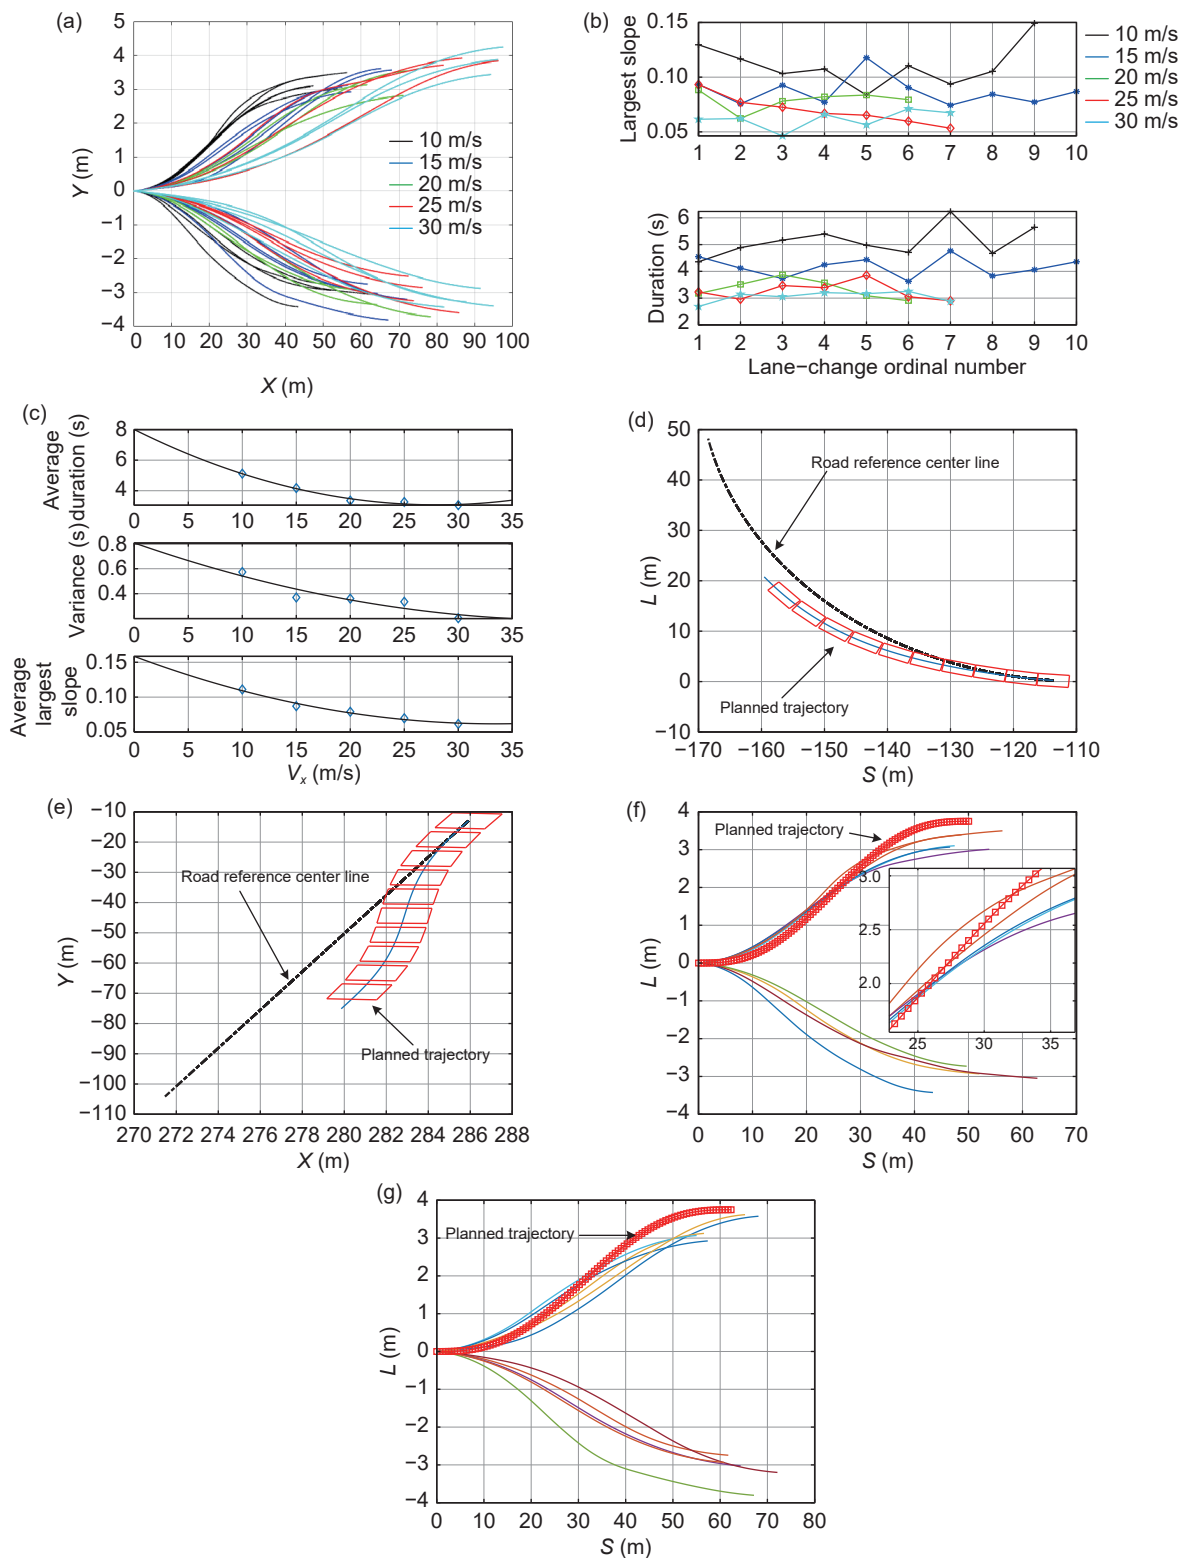 (a)
5
4
3
2
1
0
−1
−2
−3
−4
Y (m)
10 m/s
15 m/s
20 m/s
25 m/s
30 m/s
0 10 20 30 40 50 60 70 80 90 100
X (m)
(b)
0.15
0.10
0.05
Largest slope
1 2 3 4 5 6 7 8 9 10
10 m/s
15 m/s
20 m/s
25 m/s
30 m/s
6
5
4
3
2
Duration (s)
1 2 3 4 5 6 7 8 9 10
Lane−change ordinal number
(c)
8
6
4
Average duration (s)
0 5 10 15 20 25 30 35
0.8
0.6
0.4
Variance (s)
0 5 10 15 20 25 30 35
0.15
0.10
0.05
Average largest slope
0 5 10 15 20 25 30 35
Vx (m/s)
(d)
50
40
30
20
10
0
−10
L (m)
Road reference center line
Planned trajectory
−170 −160 −150 −140 −130 −120 −110
S (m)
(e)
−10
−20
−30
−40
−50
−60
−70
−80
−90
−100
−110
Y (m)
Road reference center line
Planned trajectory
270 272 274 276 278 280 282 284 286 288
X (m)
(f)
4
3
2
1
0
−1
−2
−3
−4
L (m)
Planned trajectory
3.0
2.5
2.0
25 31 35
0 10 20 30 40 50 60 70
S (m)
(g)
4
3
2
1
0
−1
−2
−3
−4
L (m)
Planned trajectory
0 10 20 30 40 50 60 70 80
S (m)